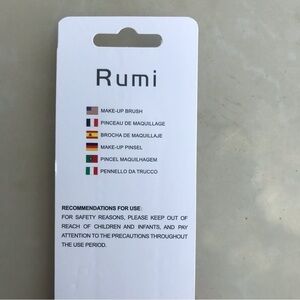 Rumi
MAKE-UP BRUSH
PINCEAU DE MAQUILLAGE
BROCHA DE MAQUILLAJE
MAKE-UP PINSEL
PINCEL MAQUILHAGEM
PENNELLO DA TRUCCO
RECOMMENDATIONS FOR USE:
FOR SAFETY REASONS, PLEASE KEEP OUT OF
REACH OF CHILDREN AND INFANTS, AND PAY
ATTENTION TO THE PRECAUTIONS THROUGHOUT
THE USE PERIOD.